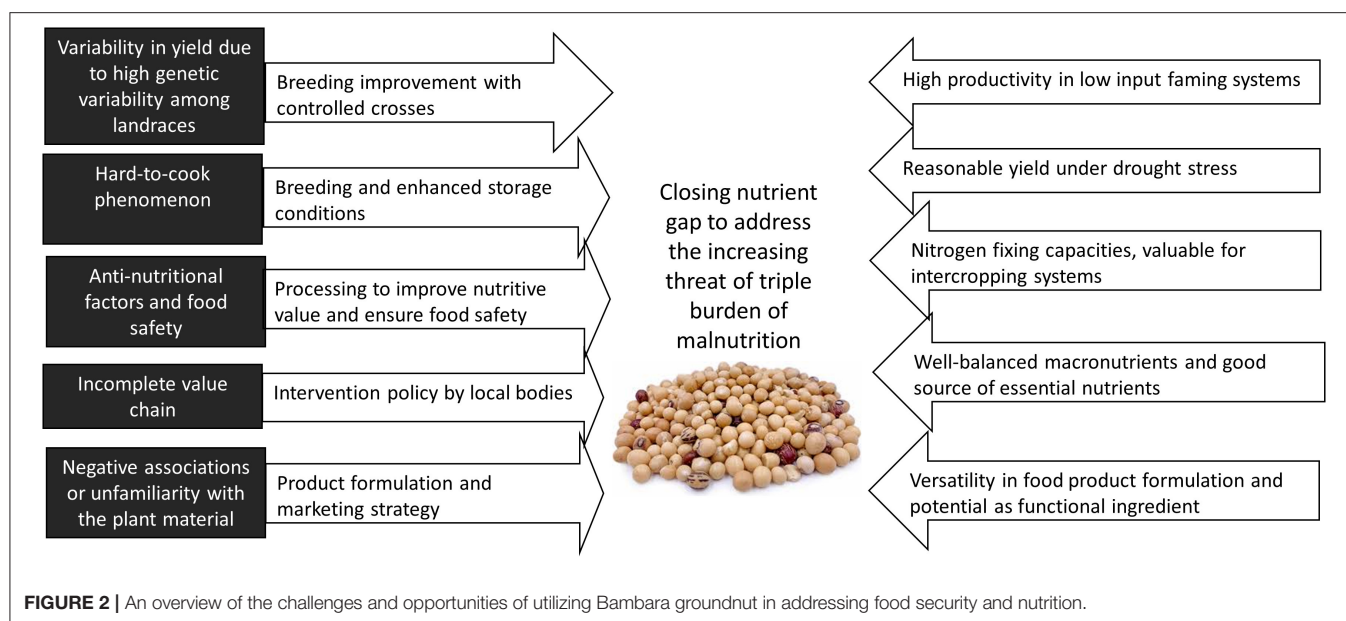 Variability in yield due
to high genetic
variability among
landraces
Breeding improvement with
controlled crosses
Hard-to-cook
phenomenon
Breeding and enhanced storage
conditions
Anti-nutritional
factors and food
safety
Processing to improve nutritive
value and ensure food safety
Incomplete value
chain
Intervention policy by local bodies
Negative associations
or unfamiliarity with
the plant material
Product formulation and
marketing strategy
Closing nutrient
gap to address
the increasing
threat of triple
burden of
malnutrition
High productivity in low input faming systems
Reasonable yield under drought stress
Nitrogen fixing capacities, valuable for
intercropping systems
Well-balanced macronutrients and good
source of essential nutrients
Versatility in food product formulation and
potential as functional ingredient
FIGURE 2 | An overview of the challenges and opportunities of utilizing Bambara groundnut in addressing food security and nutrition.